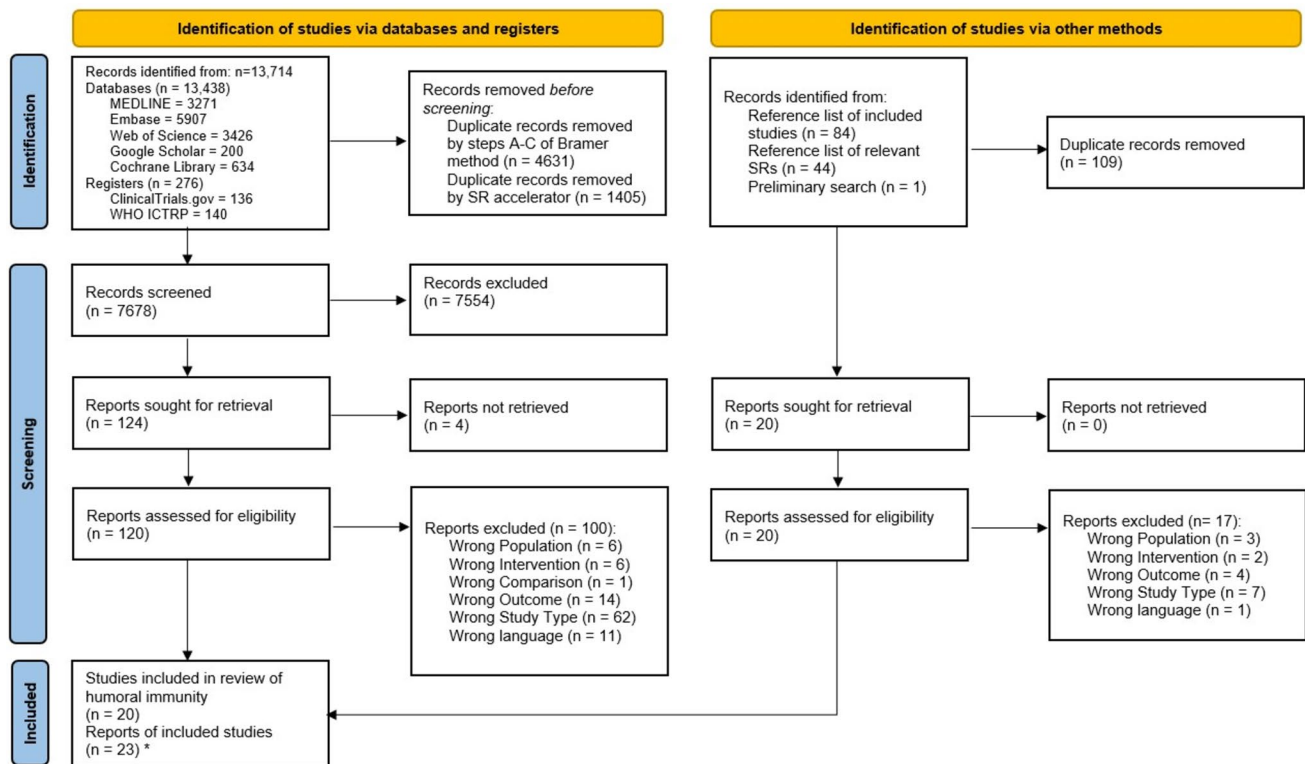 Identification of studies via databases and registers
Identification of studies via other methods
Identification
Records identified from: n=13,714
Databases (n = 13,438)
MEDLINE = 3271
Embase = 5907
Web of Science = 3426
Google Scholar = 200
Cochrane Library = 634
Registers (n = 276)
ClinicalTrials.gov = 136
WHO ICTRP = 140
Records removed before
screening:
Duplicate records removed
by steps A-C of Bramer
method (n = 4631)
Duplicate records removed
by SR accelerator (n = 1405)
Records identified from:
Reference list of included
studies (n = 84)
Reference list of relevant
SRs (n = 44)
Preliminary search (n = 1)
Duplicate records removed
(n = 109)
Screening
Records screened
(n = 7678)
Records excluded
(n = 7554)
Reports sought for retrieval
(n = 124)
Reports not retrieved
(n = 4)
Reports sought for retrieval
(n = 20)
Reports not retrieved
(n = 0)
Reports assessed for eligibility
(n = 120)
Reports excluded (n = 100):
Wrong Population (n = 6)
Wrong Intervention (n = 6)
Wrong Comparison (n = 1)
Wrong Outcome (n = 14)
Wrong Study Type (n = 62)
Wrong language (n = 11)
Reports assessed for eligibility
(n = 20)
Reports excluded (n= 17):
Wrong Population (n = 3)
Wrong Intervention (n = 2)
Wrong Outcome (n = 4)
Wrong Study Type (n = 7)
Wrong language (n = 1)
Included
Studies included in review of
humoral immunity
(n = 20)
Reports of included studies
(n = 23) *